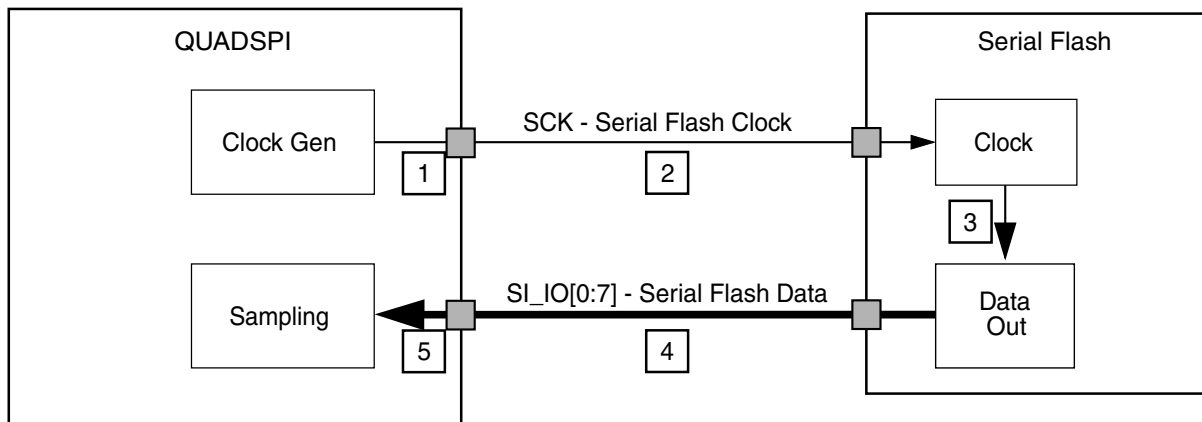 QUADSPI
Serial Flash
Clock Gen
SCK - Serial Flash Clock
Clock
1
2
3
Sampling
SI_IO[0:7] - Serial Flash Data
Data
Out
5
4